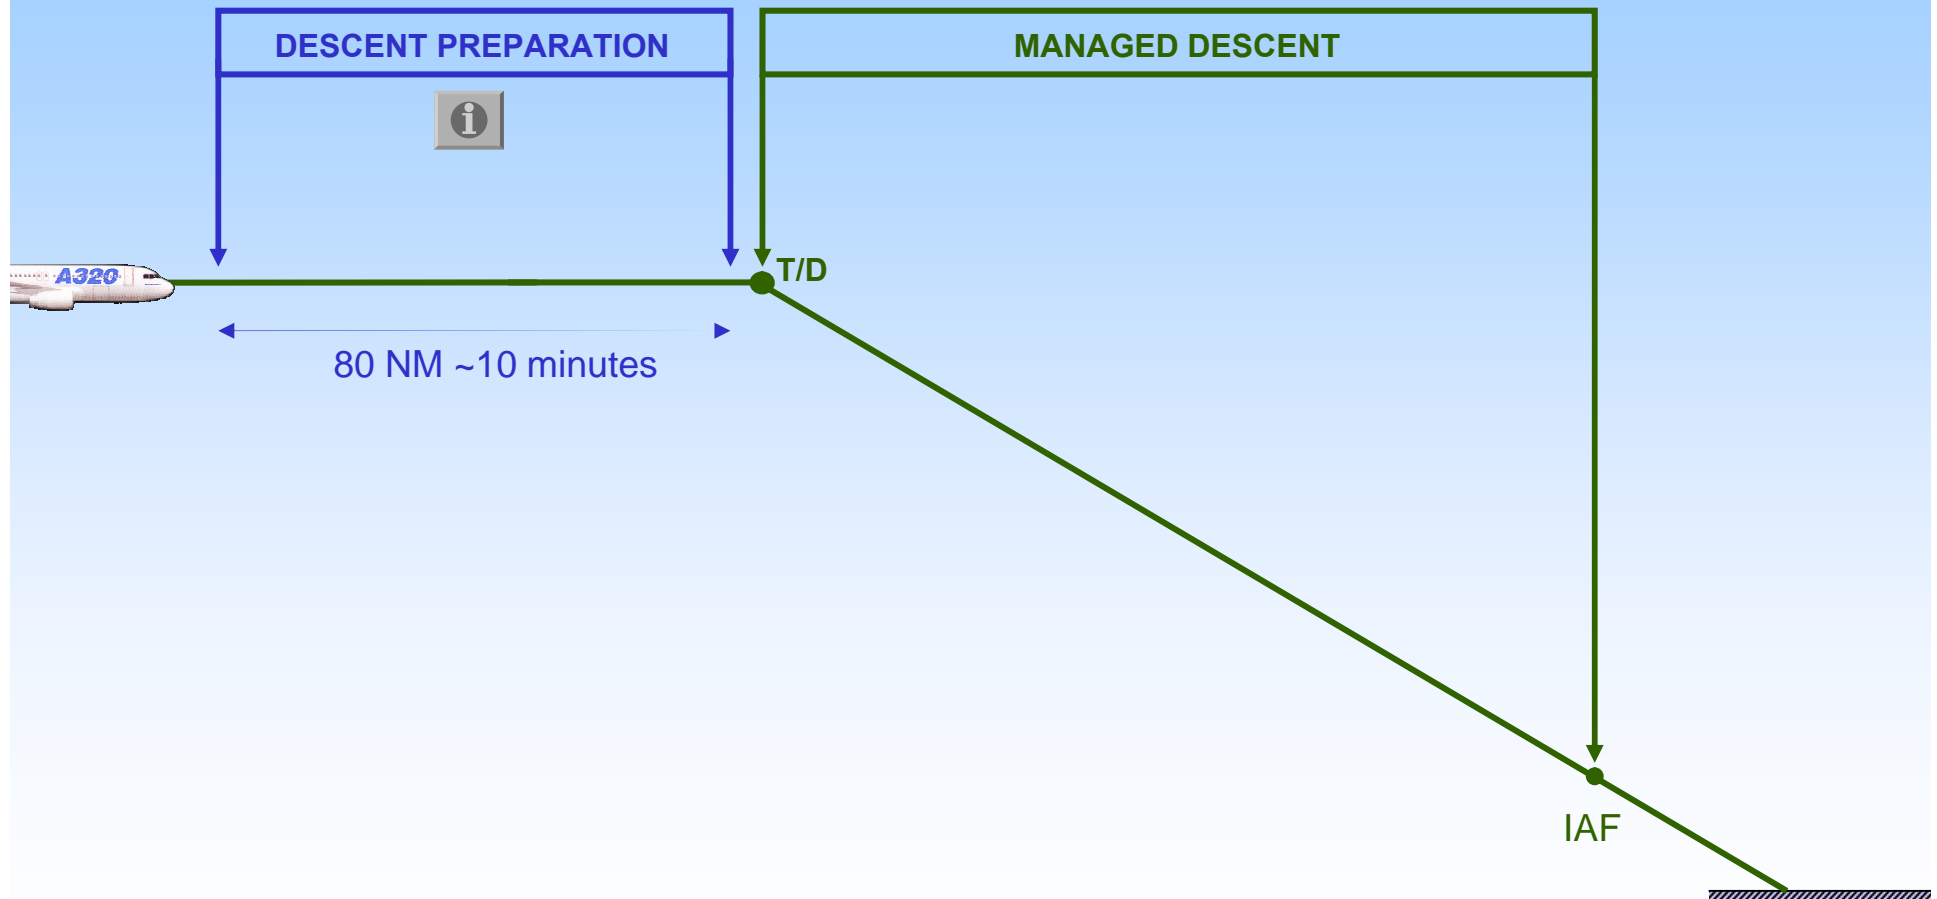 DESCENT PREPARATION
MANAGED DESCENT
A320
T/D
80 NM ~10 minutes
IAF